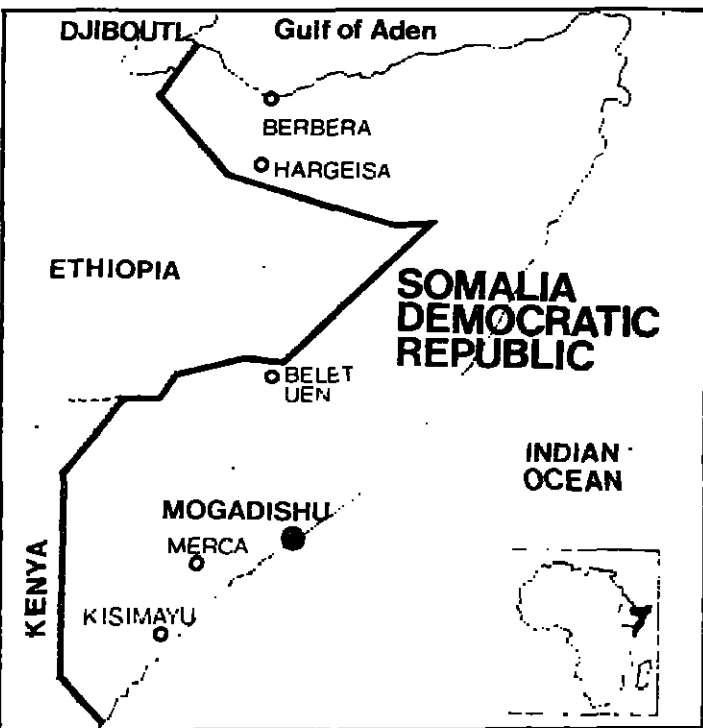 DJIBOUTI
Gulf of Aden
BERBERA
HARGEISA
ETHIOPIA
SOMALIA
DEMOCRATIC
REPUBLIC
BELET
UEN
INDIAN
OCEAN
MOGADISHU
MERCA
KENYA
KISIMAYU